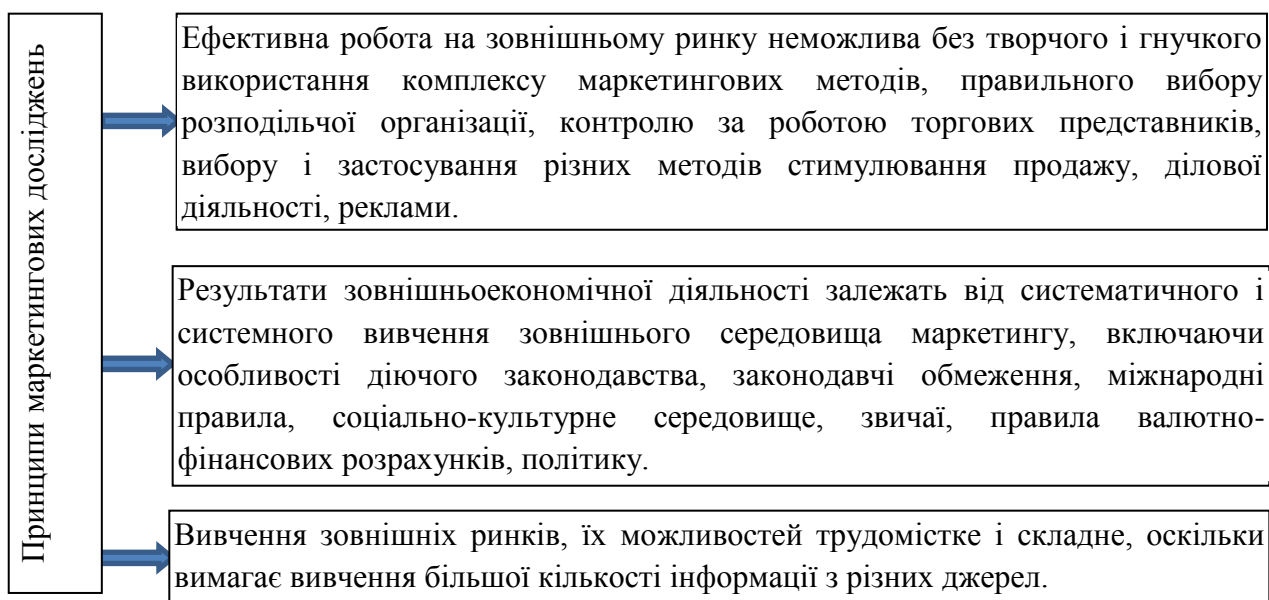 Принципи маркетингових досліджень
Ефективна робота на зовнішньому ринку неможлива без творчого і гнучкого
використання комплексу маркетингових методів, правильного вибору
розподільчої організації, контролю за роботою торгових представників,
вибору і застосування різних методів стимулювання продажу, ділової
діяльності, реклами.
Результати зовнішньоекономічної діяльності залежать від систематичного і
системного вивчення зовнішнього середовища маркетингу, включаючи
особливості діючого законодавства, законодавчі обмеження, міжнародні
правила, соціально-культурне середовище, звичаї, правила валютно-
фінансових розрахунків, політику.
Вивчення зовнішніх ринків, їх можливостей трудомістке і складне, оскільки
вимагає вивчення більшої кількості інформації з різних джерел.